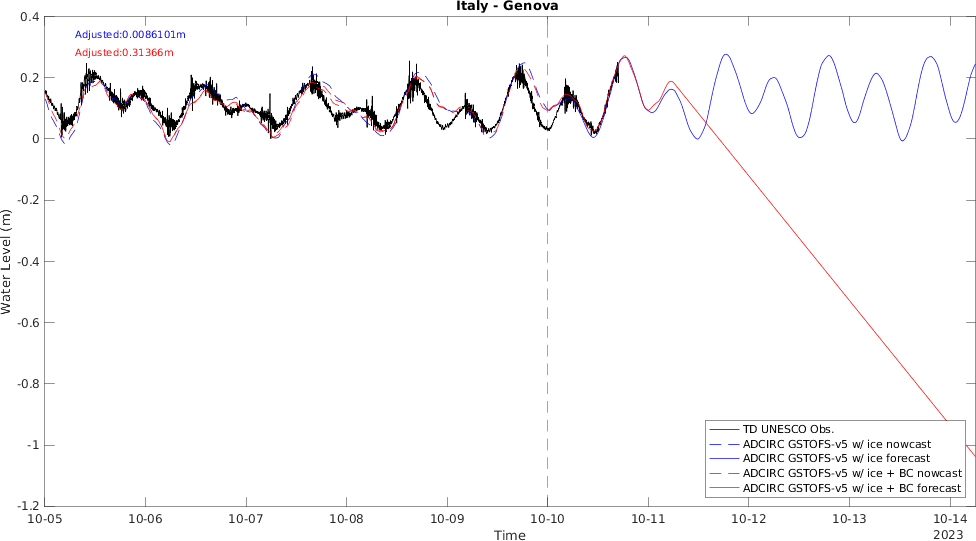 Italy - Genova
Adjusted:0.0086101m
Adjusted:0.31366m
0.4
0.2
0
-0.2
-0.4
-0.6
-0.8
-1
-1.2
Water Level (m)
TD UNESCO Obs.
ADCIRC GSTOFS-v5 w/ ice nowcast
ADCIRC GSTOFS-v5 w/ ice forecast
ADCIRC GSTOFS-v5 w/ ice + BC nowcast
ADCIRC GSTOFS-v5 w/ ice + BC forecast
10-05 10-06 10-07 10-08 10-09 10-10 10-11 10-12 10-13 10-14
Time
2023